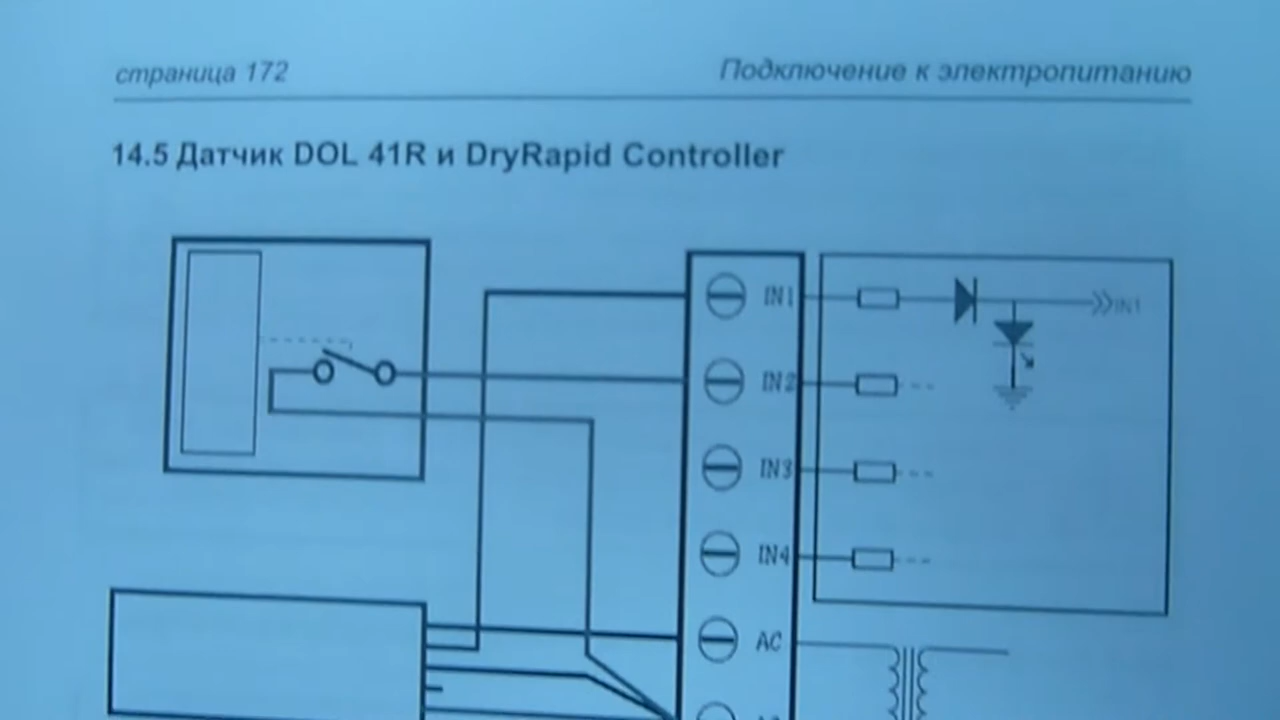 страница 172
Подключение к электропитанию
14.5 Датчик DOL 41R и DryRapid Controller
IN1
IN1
IN2
IN3
IN4
AC